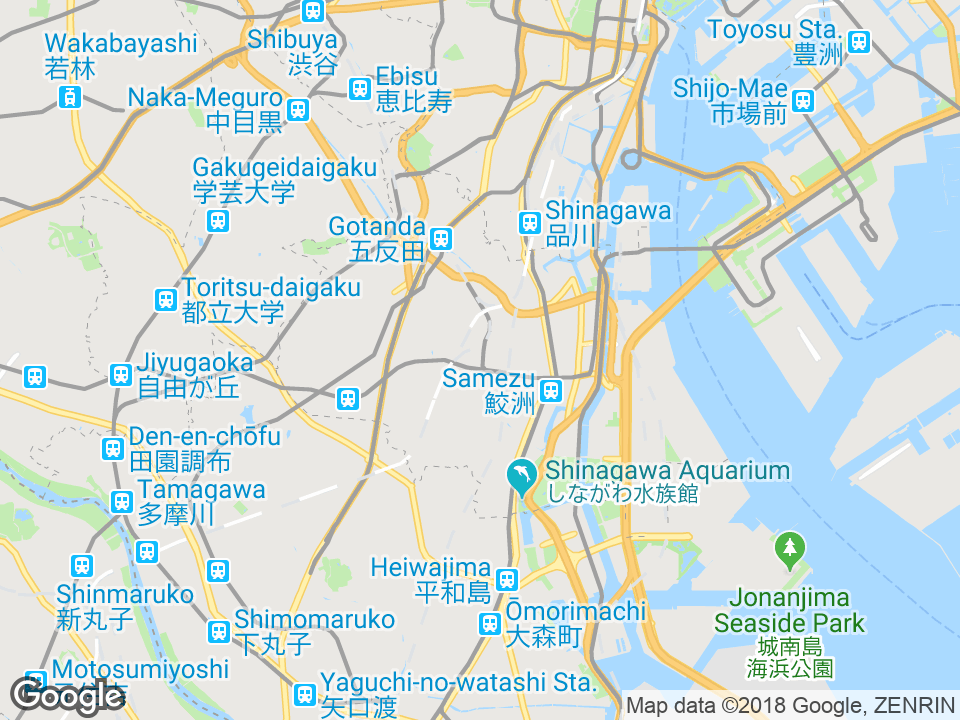 Shibuya
渋谷
Toyosu Sta.
豊洲
Wakabayashi
若林
Ebisu
恵比寿
Shijo-Mae
市場前
Naka-Meguro
中目黒
Gakugeidaigaku
学芸大学
Shinagawa
品川
Gotanda
五反田
Toritsu-daigaku
都立大学
Jiyugaoka
自由が丘
Samezu
鮫洲
Den-en-chōfu
田園調布
Shinagawa Aquarium
しながわ水族館
Tamagawa
多摩川
Heiwajima
平和島
Shinmaruko
新丸子
Jonanjima
Seaside Park
城南島
海浜公園
Ōmorimachi
大森町
Shimomaruko
下丸子
Motosumiyoshi
Yaguchi-no-watashi Sta.
矢口渡
Google
Map data ©2018 Google, ZENRIN